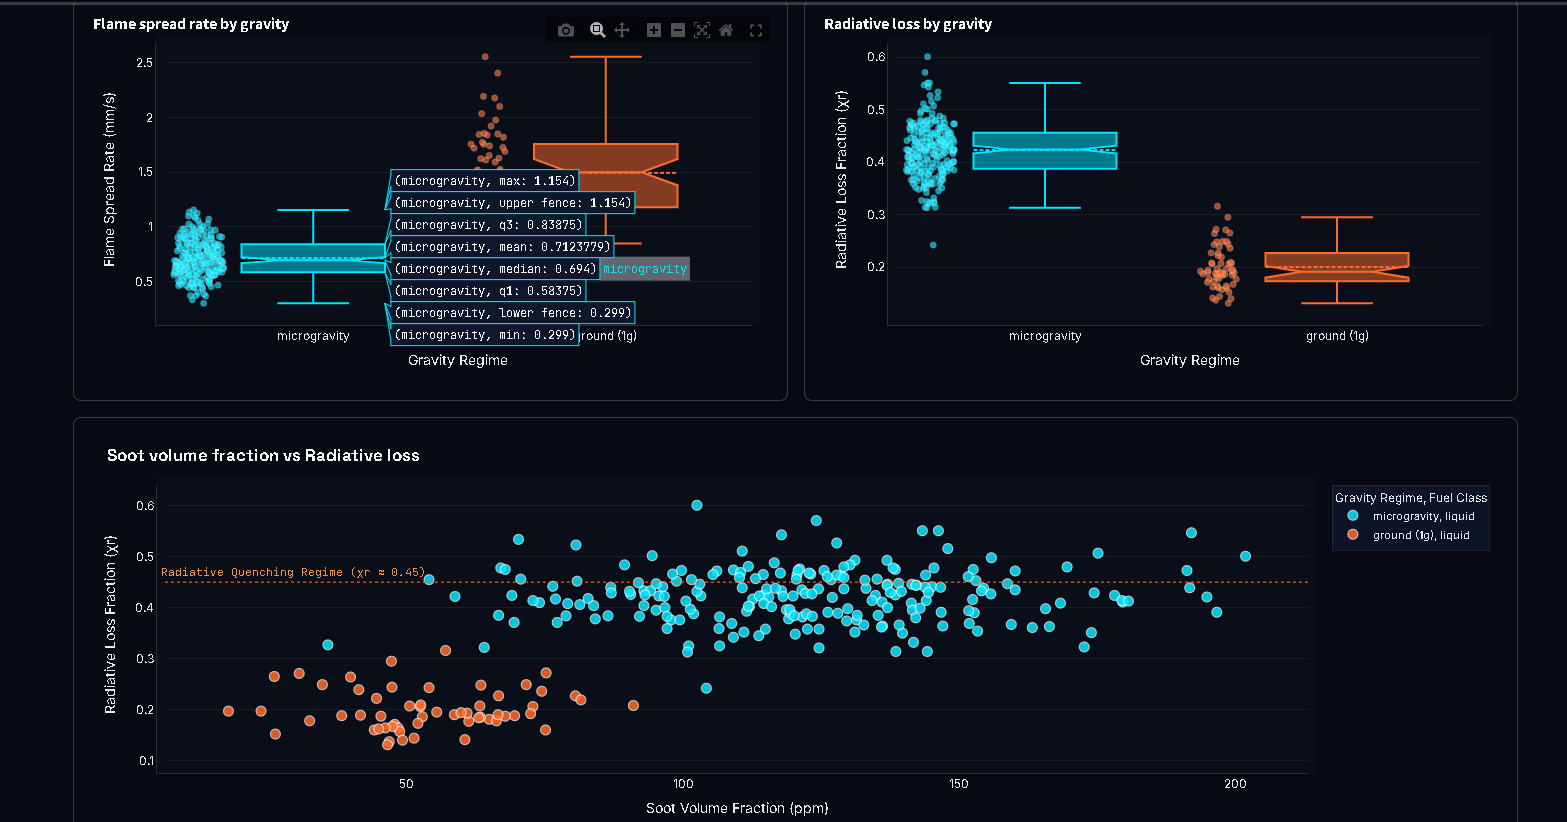 Flame spread rate by gravity
Flame Spread Rate (mm/s)
2.5
2
1.5
1
0.5
(microgravity, max: 1.154)
(microgravity, upper fence: 1.154)
(microgravity, q3: 0.83875)
(microgravity, mean: 0.7123779)
(microgravity, median: 0.694) microgravity
(microgravity, q1: 0.58375)
(microgravity, lower fence: 0.299)
(microgravity, min: 0.299)
microgravity
round (1g)
Gravity Regime
Radiative loss by gravity
Radiative Loss Fraction (χr)
0.6
0.5
0.4
0.3
0.2
microgravity
ground (1g)
Gravity Regime
Soot volume fraction vs Radiative loss
Radiative Loss Fraction (χr)
0.6
0.5
Radiative Quenching Regime (χr ≈ 0.45)
0.4
0.3
0.2
0.1
50
100
150
200
Soot Volume Fraction (ppm)
Gravity Regime, Fuel Class
microgravity, liquid
ground (1g), liquid